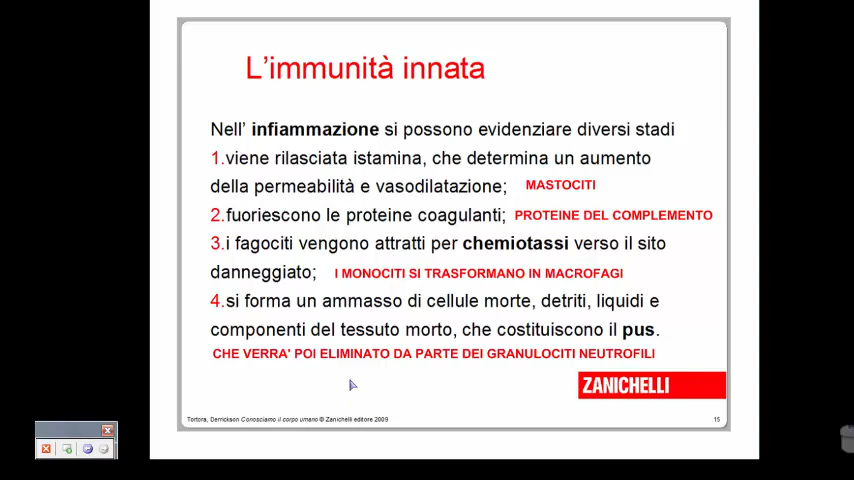 L'immunità innata
Nell' infiammazione si possono evidenziare diversi stadi
1.viene rilasciata istamina, che determina un aumento
della permeabilità e vasodilatazione; MASTOCITI
2.fuoriescono le proteine coagulanti; PROTEINE DEL COMPLEMENTO
3.i fagociti vengono attratti per chemiotassi verso il sito
danneggiato; I MONOCITI SI TRASFORMANO IN MACROFAGI
4.si forma un ammasso di cellule morte, detriti, liquidi e
componenti del tessuto morto, che costituiscono il pus.
CHE VERRA' POI ELIMINATO DA PARTE DEI GRANULOCITI NEUTROFILI
ZANICHELLI
Tortora, Derrickson Conosciamo il corpo umano © Zanichelli editore 2009 15